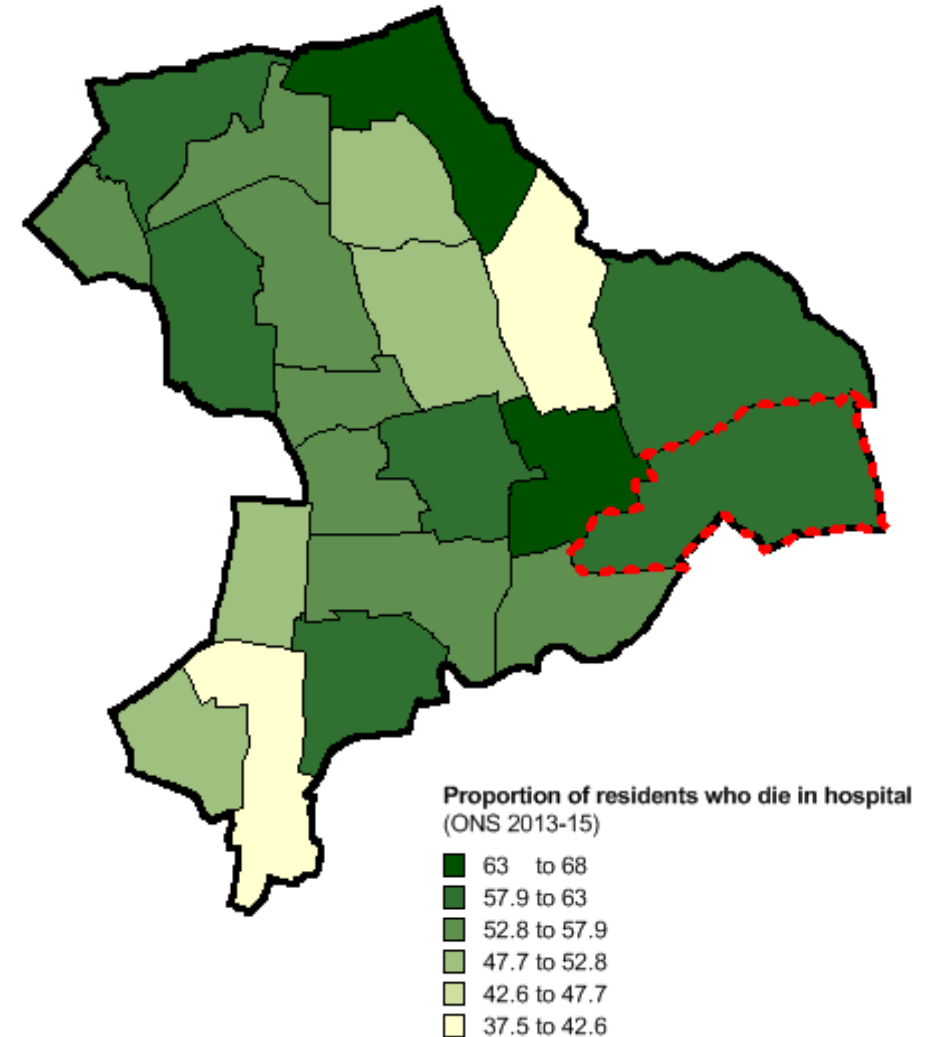 Proportion of residents who die in hospital
(ONS 2013-15)
63 to 68
57.9 to 63
52.8 to 57.9
47.7 to 52.8
42.6 to 47.7
37.5 to 42.6